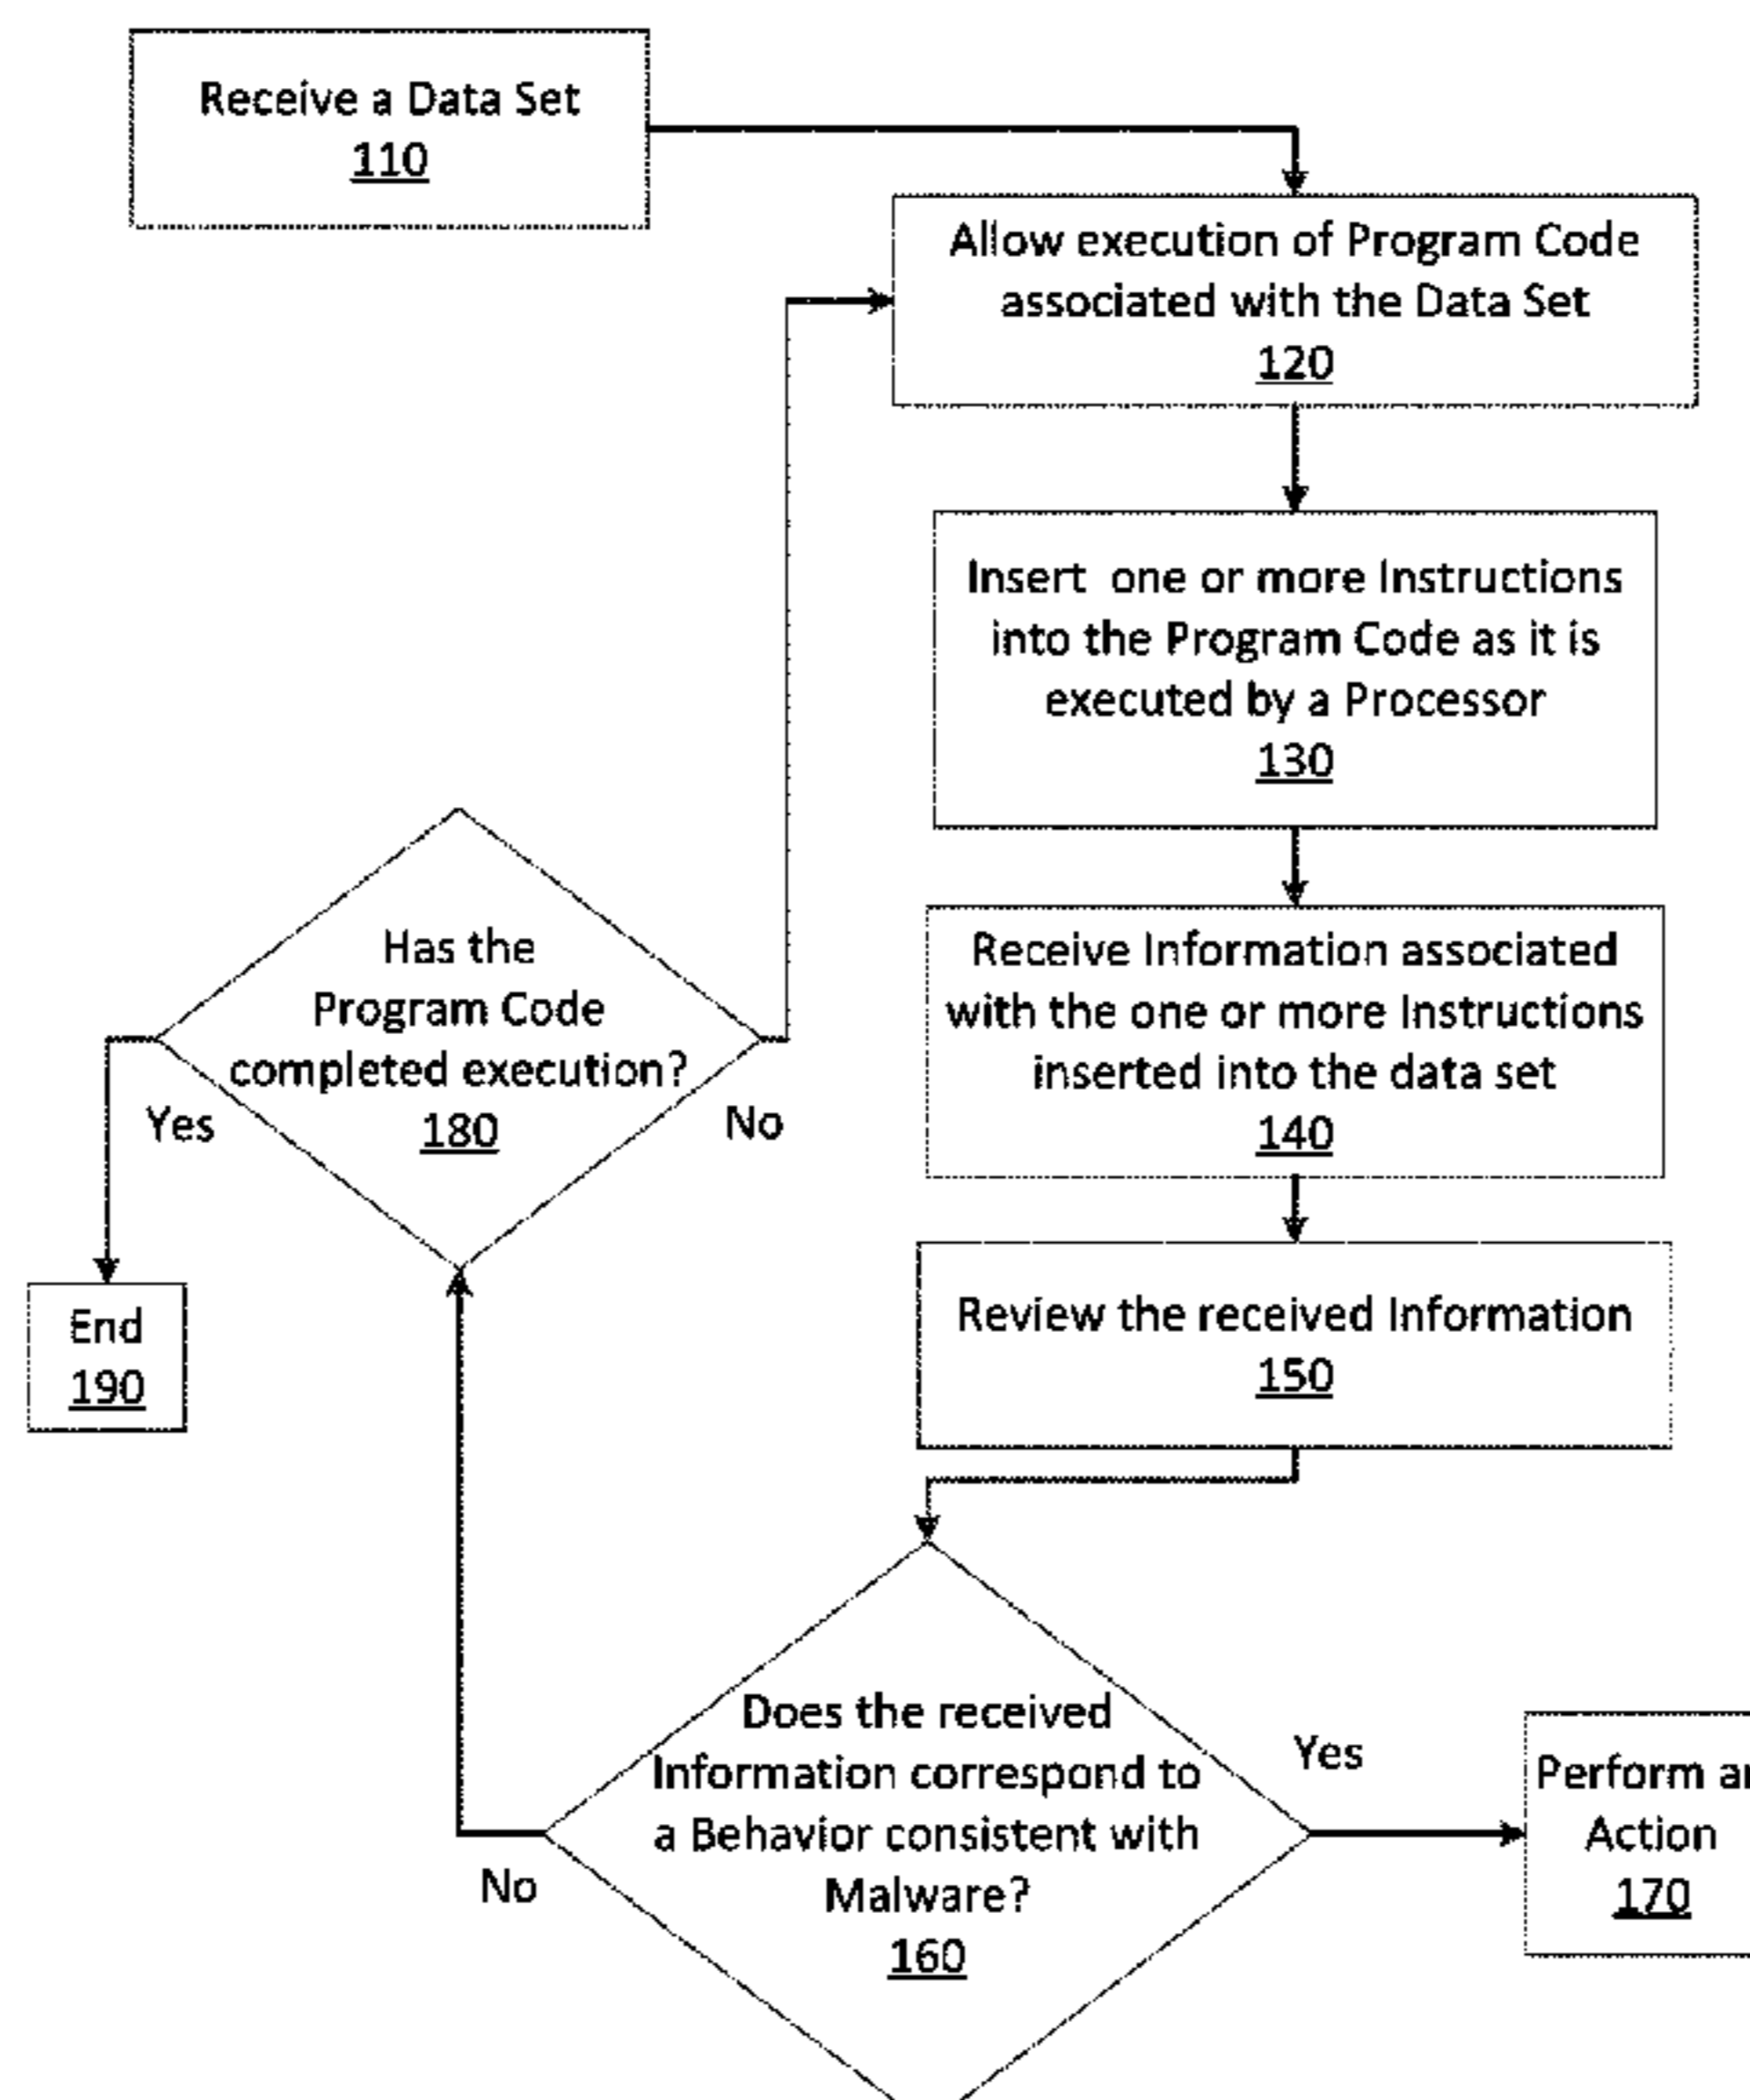 Receive a Data Set
110
Allow execution of Program Code
associated with the Data Set
120
Insert one or more Instructions
into the Program Code as it is
executed by a Processor
130
Receive Information associated
with the one or more Instructions
inserted into the data set
140
Review the received Information
150
Does the received
Information correspond to
a Behavior consistent with
Malware?
160
Yes
No
Perform
Action
170
Has the
Program Code
completed execution?
180
Yes
No
End
190